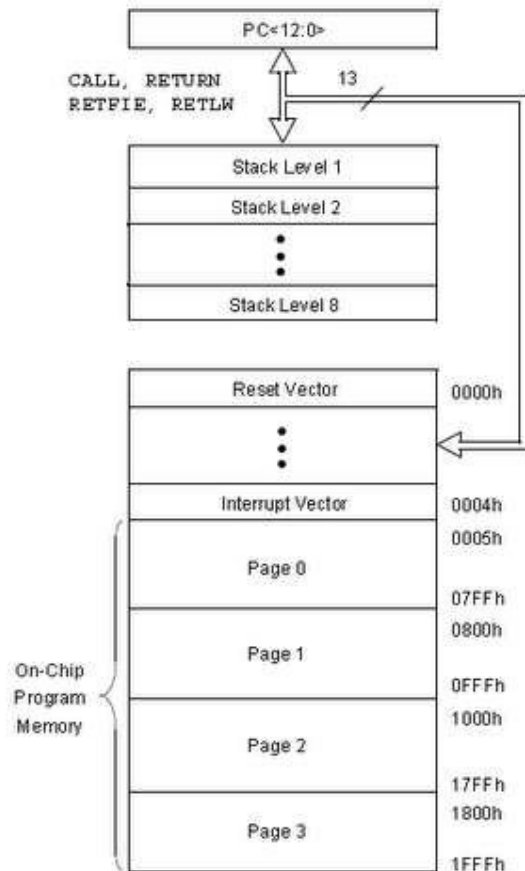 PC<12:0>
CALL, RETURN
RETFIE, RETLW
13
Stack Level 1
Stack Level 2
Stack Level 8
Reset Vector
0000h
Interrupt Vector
0004h
0005h
Page 0
07FFh
0800h
Page 1
0FFFh
On-Chip
Program
Memory
1000h
Page 2
17FFh
1800h
Page 3
1FFFh